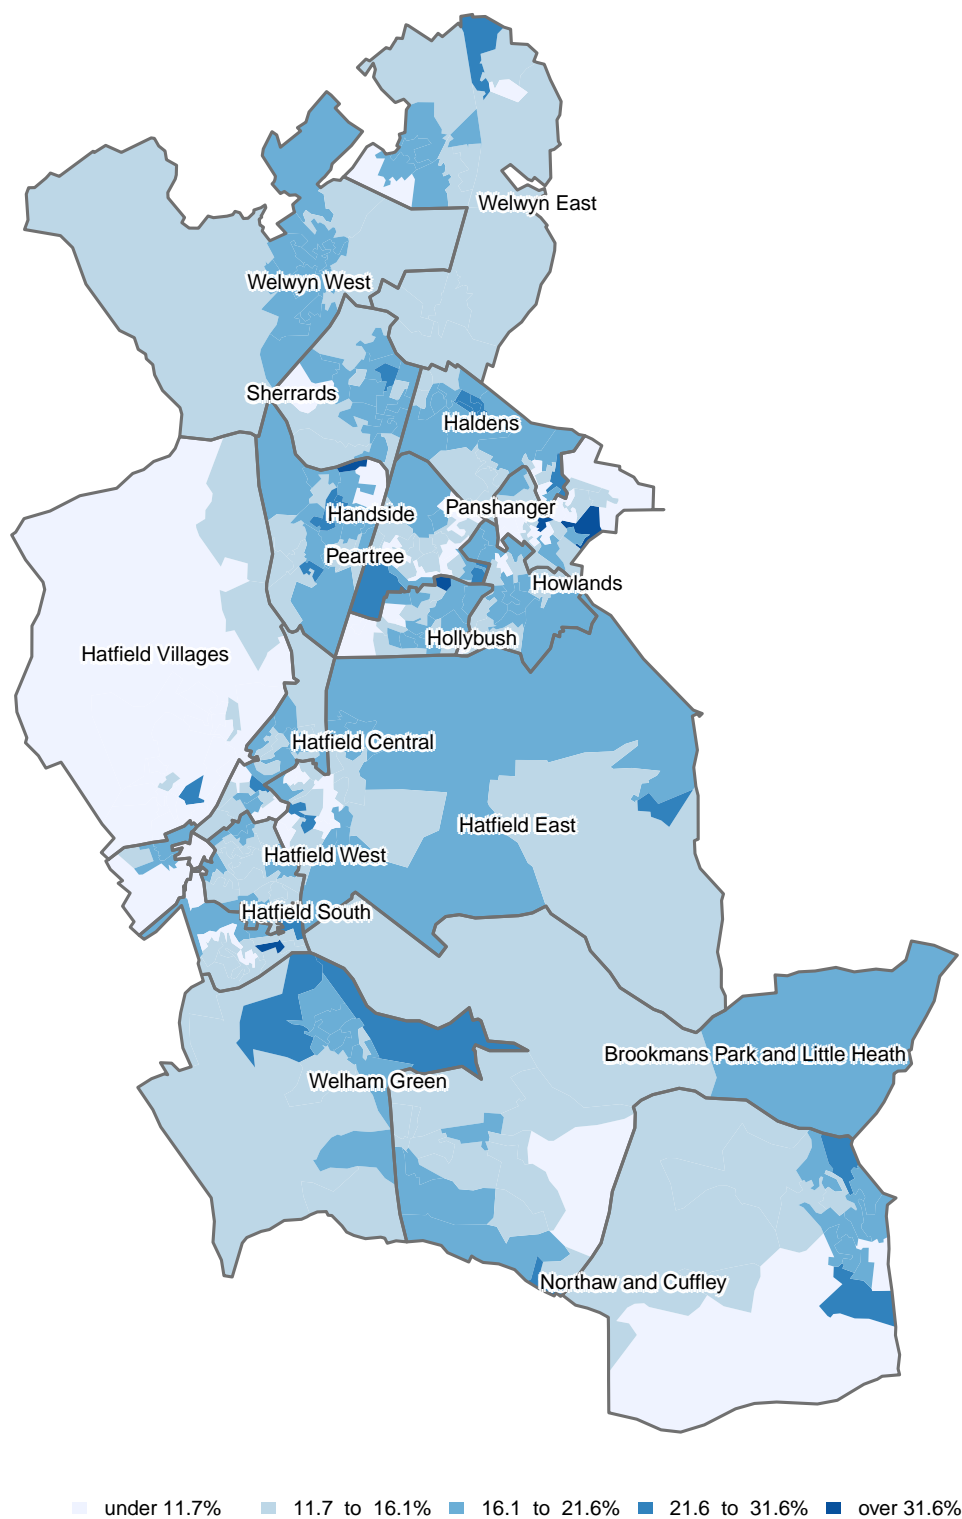 Welwyn East
Welwyn West
Sherrards
Haldens
Panshanger
Handside
Peartree
Howlands
Hollybush
Hatfield Villages
Hatfield Central
Hatfield East
Hatfield West
Hatfield South
Brookmans Park and Little Heath
Welham Green
Northaw and Cuffley
under 11.7% 11.7 to 16.1% 16.1 to 21.6% 21.6 to 31.6% over 31.6%